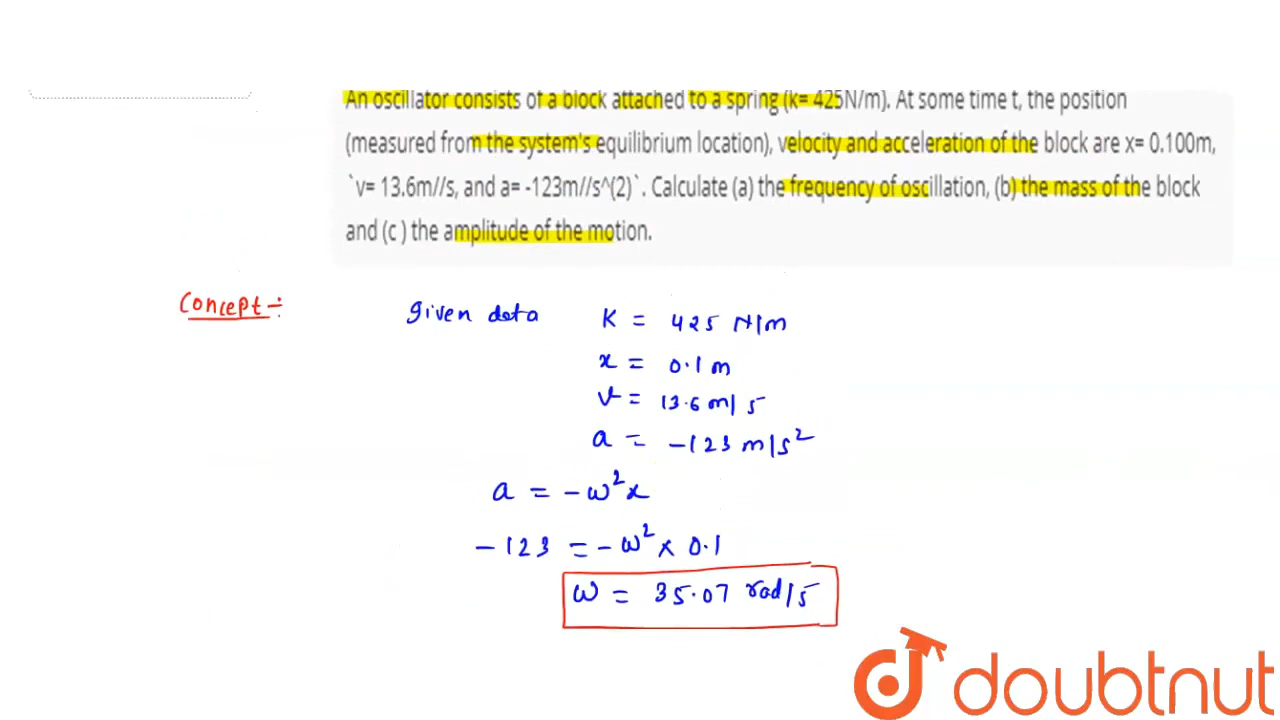 An oscillator consists of a block attached to a spring (k= 425N/m). At some time t, the position
(measured from the system's equilibrium location), velocity and acceleration of the block are x= 0.100m,
`v= 13.6m//s, and a= -123m//s^(2)`. Calculate (a) the frequency of oscillation, (b) the mass of the block
and (c ) the amplitude of the motion.
Concept :-
given data K = 425 N/m
x = 0.1 m
v = 13.6 m/s
a = -123 m/s²
a = -ω²x
-123 = -ω² × 0.1
ω = 35.07 rad/s
doubtnut